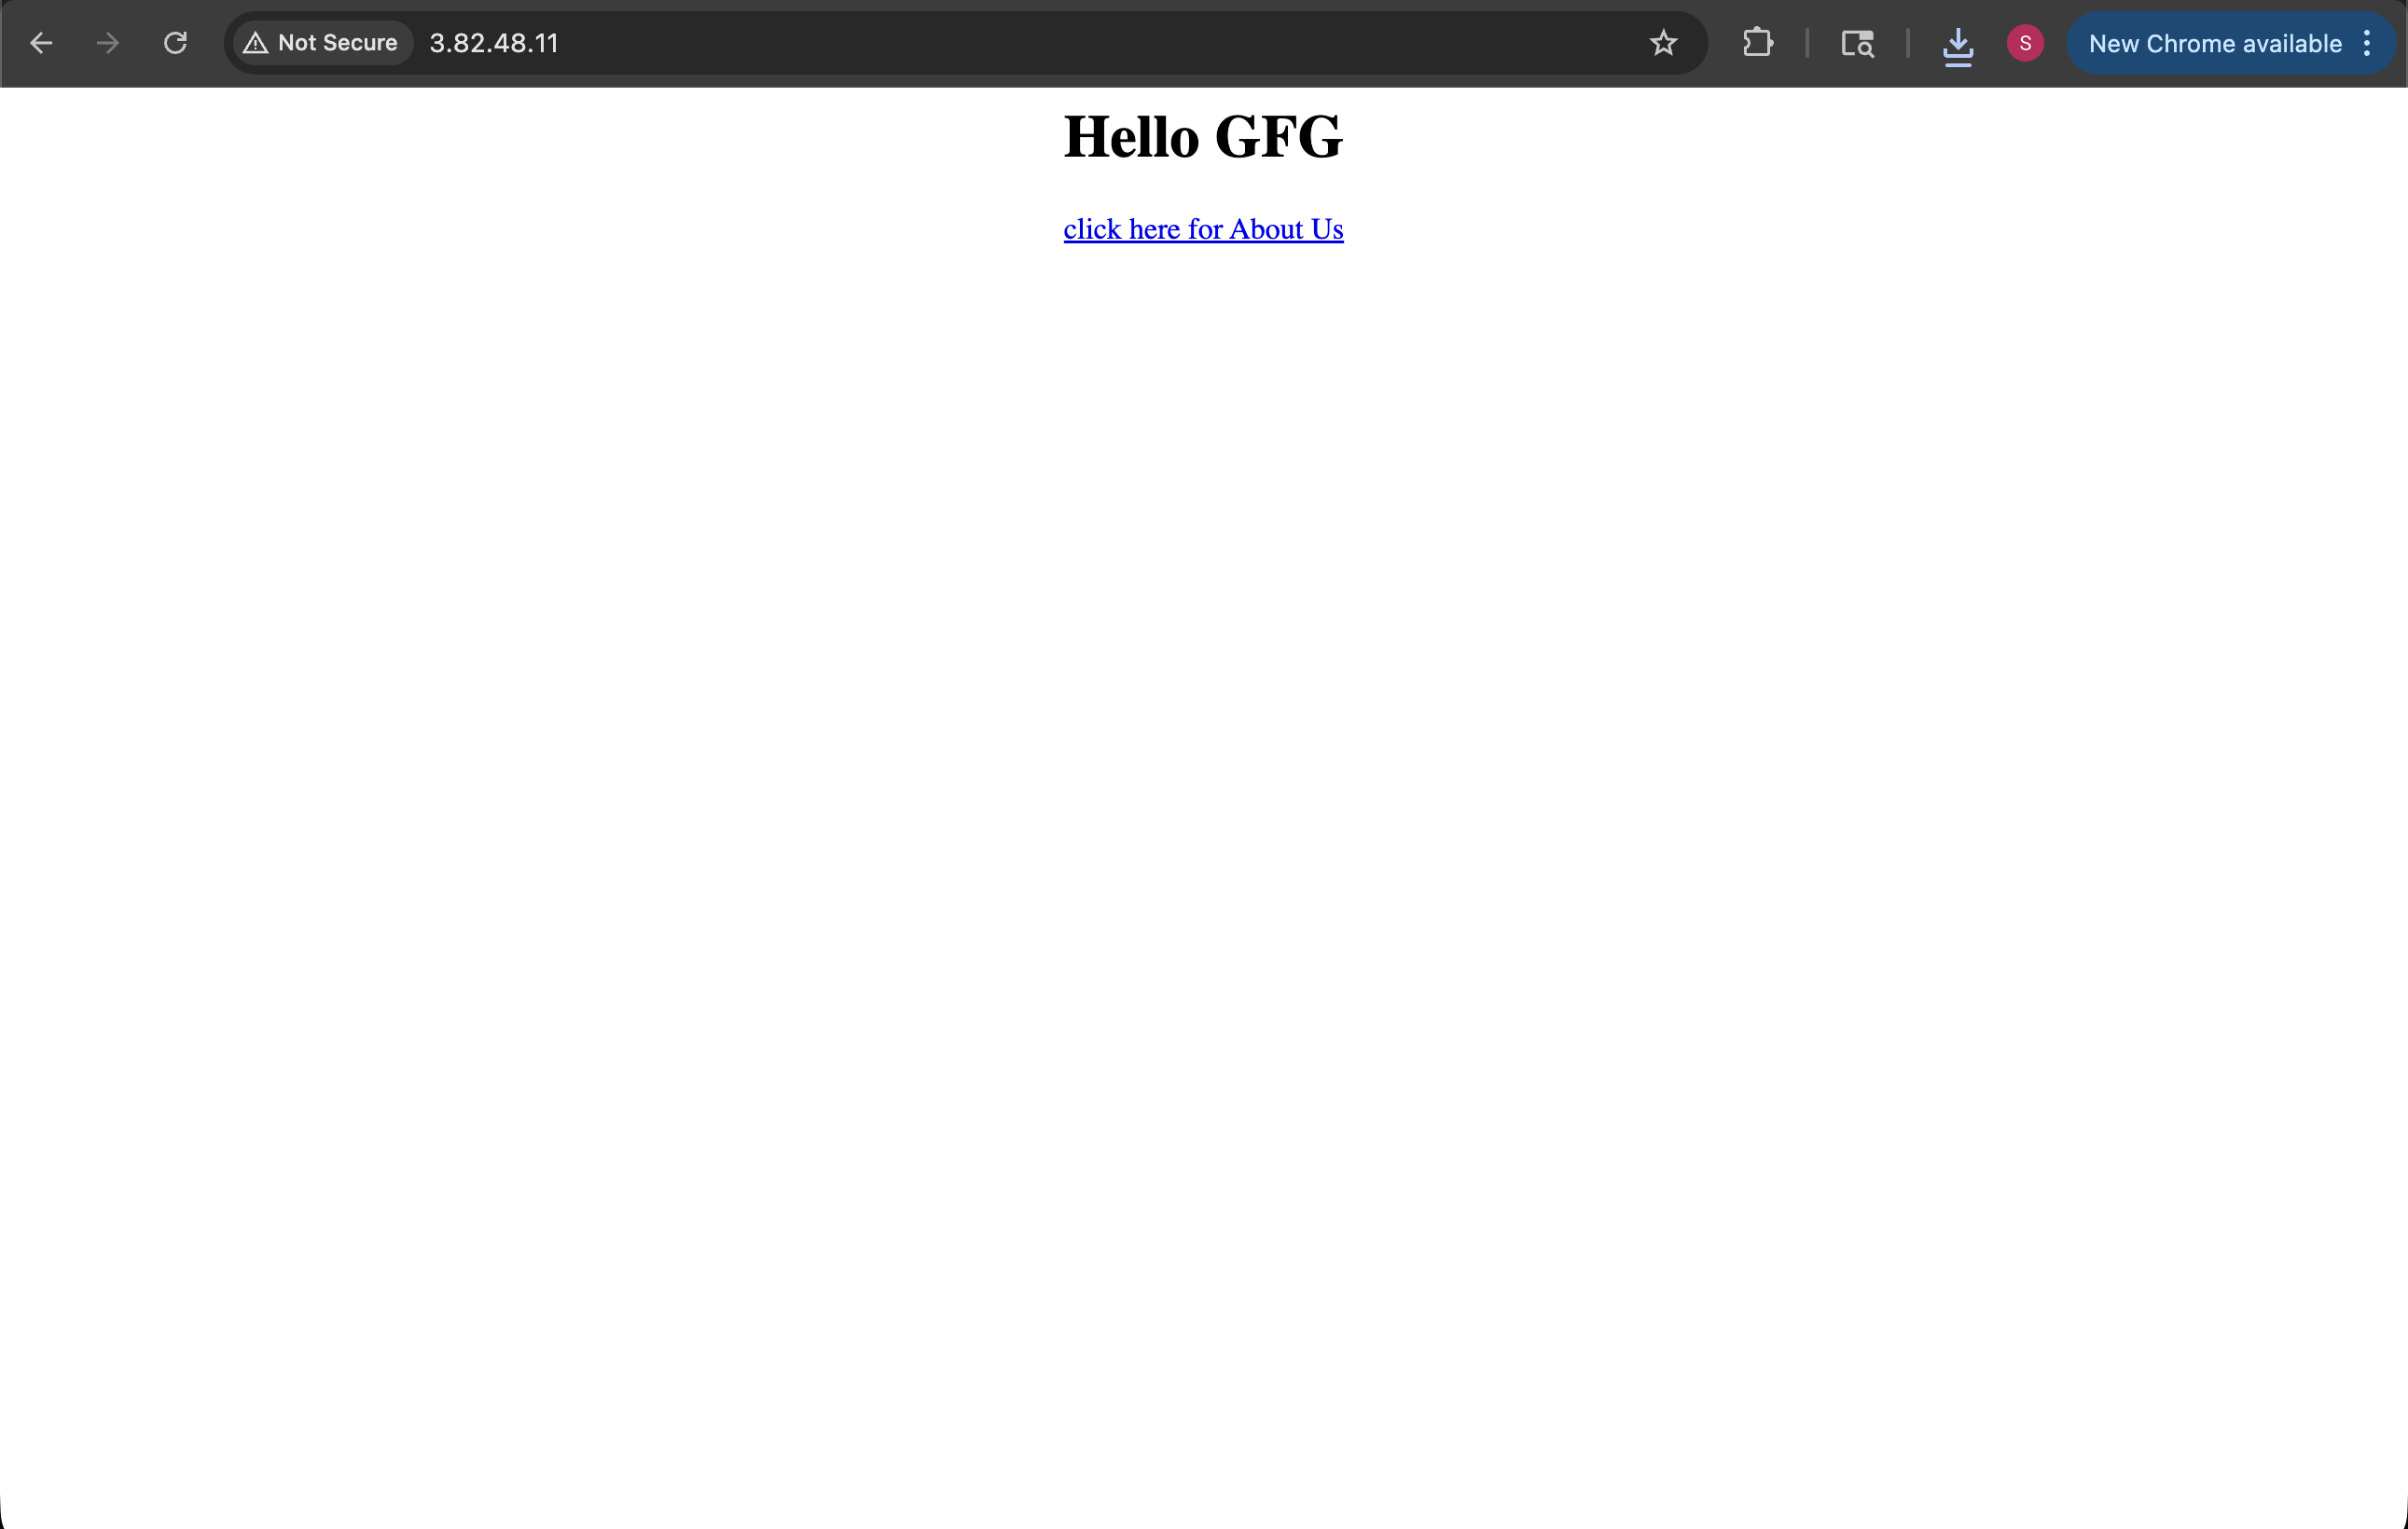 Not Secure 3.82.48.11 S New Chrome available
Hello GFG
click here for About Us